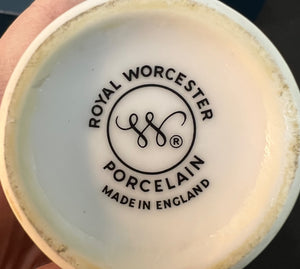 ROYAL WORCESTER
W®
PORCELAIN
MADE IN ENGLAND